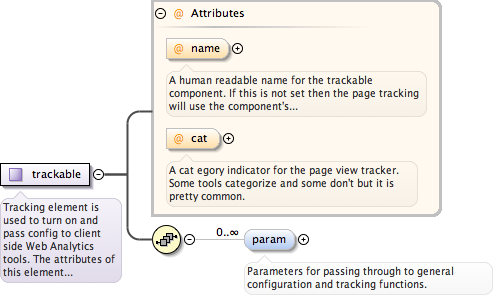 @ Attributes
@ name
A human readable name for the trackable
component. If this is not set then the page tracking
will use the component's...
@ cat
A cat egory indicator for the page view tracker.
Some tools categorize and some don't but it is
pretty common.
trackable
Tracking element is
used to turn on and
pass config to client
side Web Analytics
tools. The attributes of
this element...
0..∞
param
Parameters for passing through to general
configuration and tracking functions.